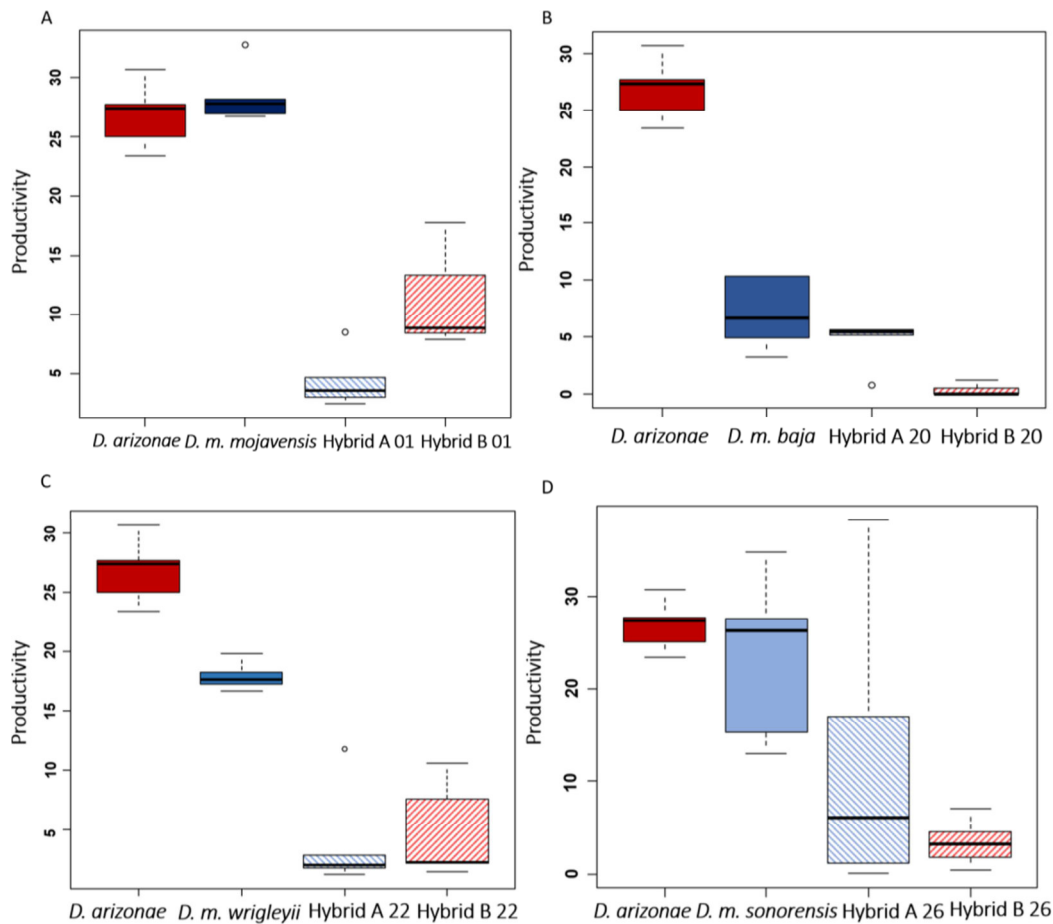 A
Productivity
30
25
20
15
10
5
D. arizonae D. m. mojavensis Hybrid A 01 Hybrid B 01
B
Productivity
30
25
20
15
10
5
0
D. arizonae D. m. baja Hybrid A 20 Hybrid B 20
C
Productivity
30
25
20
15
10
5
D. arizonae D. m. wrigleyii Hybrid A 22 Hybrid B 22
D
Productivity
30
20
10
0
D. arizonae D. m. sonorensis Hybrid A 26 Hybrid B 26